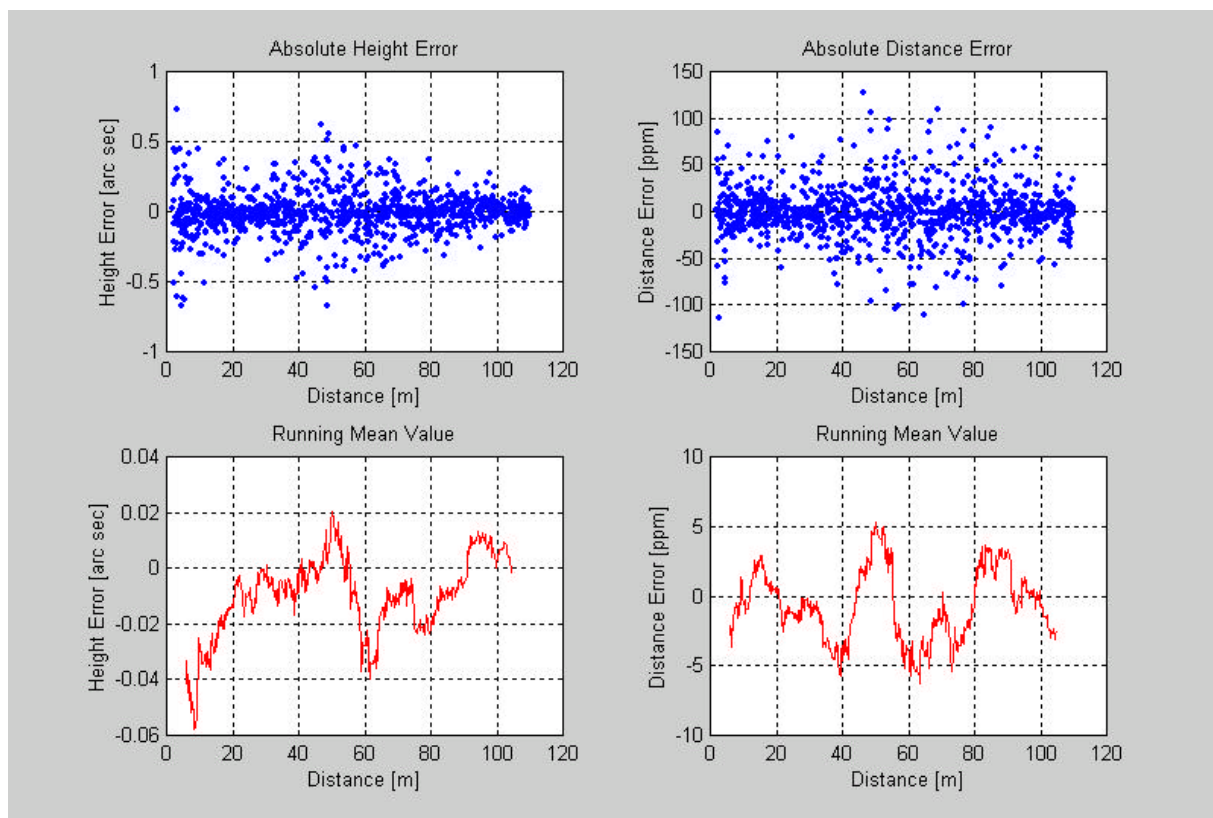 Absolute Height Error
Height Error [arc sec]
1
0.5
0
-0.5
-1
0 20 40 60 80 100 120
Distance [m]
Absolute Distance Error
Distance Error [ppm]
150
100
50
0
-50
-100
-150
0 20 40 60 80 100 120
Distance [m]
Running Mean Value
Height Error [arc sec]
0.04
0.02
0
-0.02
-0.04
-0.06
0 20 40 60 80 100 120
Distance [m]
Running Mean Value
Distance Error [ppm]
10
5
0
-5
-10
0 20 40 60 80 100 120
Distance [m]